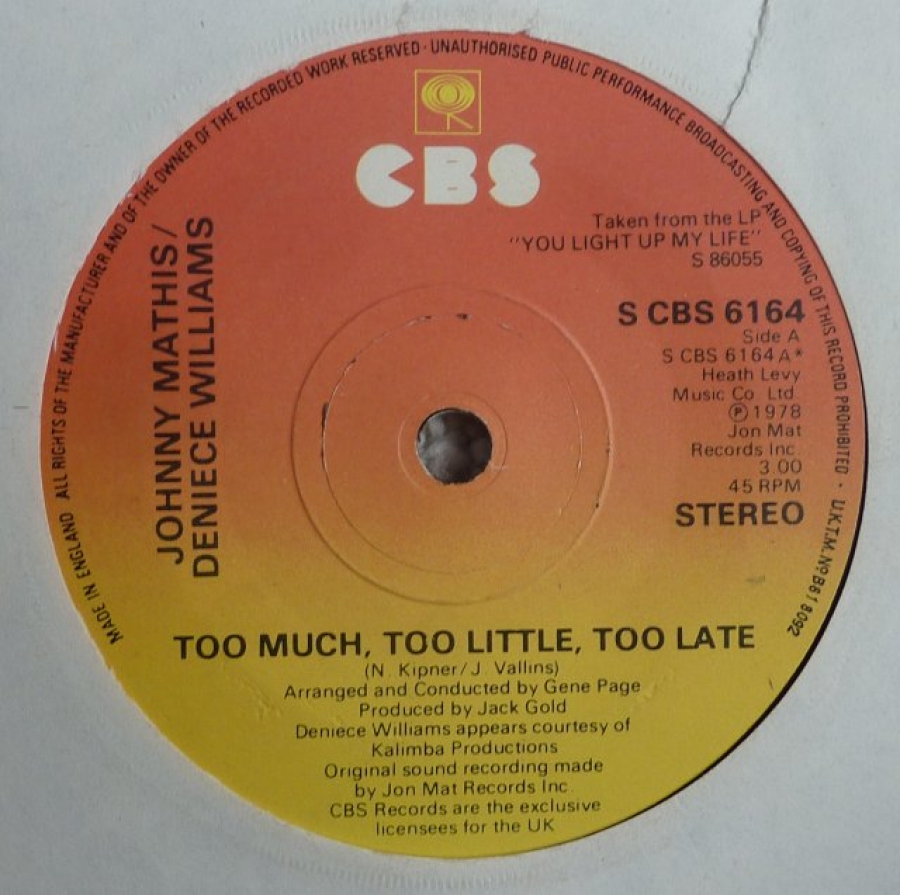 MADE IN ENGLAND ALL RIGHTS OF THE MANUFACTURER AND OF THE OWNER OF THE RECORDED WORK RESERVED · UNAUTHORISED PUBLIC PERFORMANCE BROADCASTING AND COPYING OF THIS RECORD PROHIBITED · U.K.T.M. Nº B618092
CBS
Taken from the LP
"YOU LIGHT UP MY LIFE"
S 86055
JOHNNY MATHIS/
DENIECE WILLIAMS
S CBS 6164
Side A
S CBS 6164 A*
Heath Levy
Music Co Ltd
Ⓟ1978
Jon Mat
Records Inc
3.00
45 RPM
STEREO
TOO MUCH, TOO LITTLE, TOO LATE
(N. Kipner/J. Vallins)
Arranged and Conducted by Gene Page
Produced by Jack Gold
Deniece Williams appears courtesy of
Kalimba Productions
Original sound recording made
by Jon Mat Records Inc.
CBS Records are the exclusive
licensees for the UK